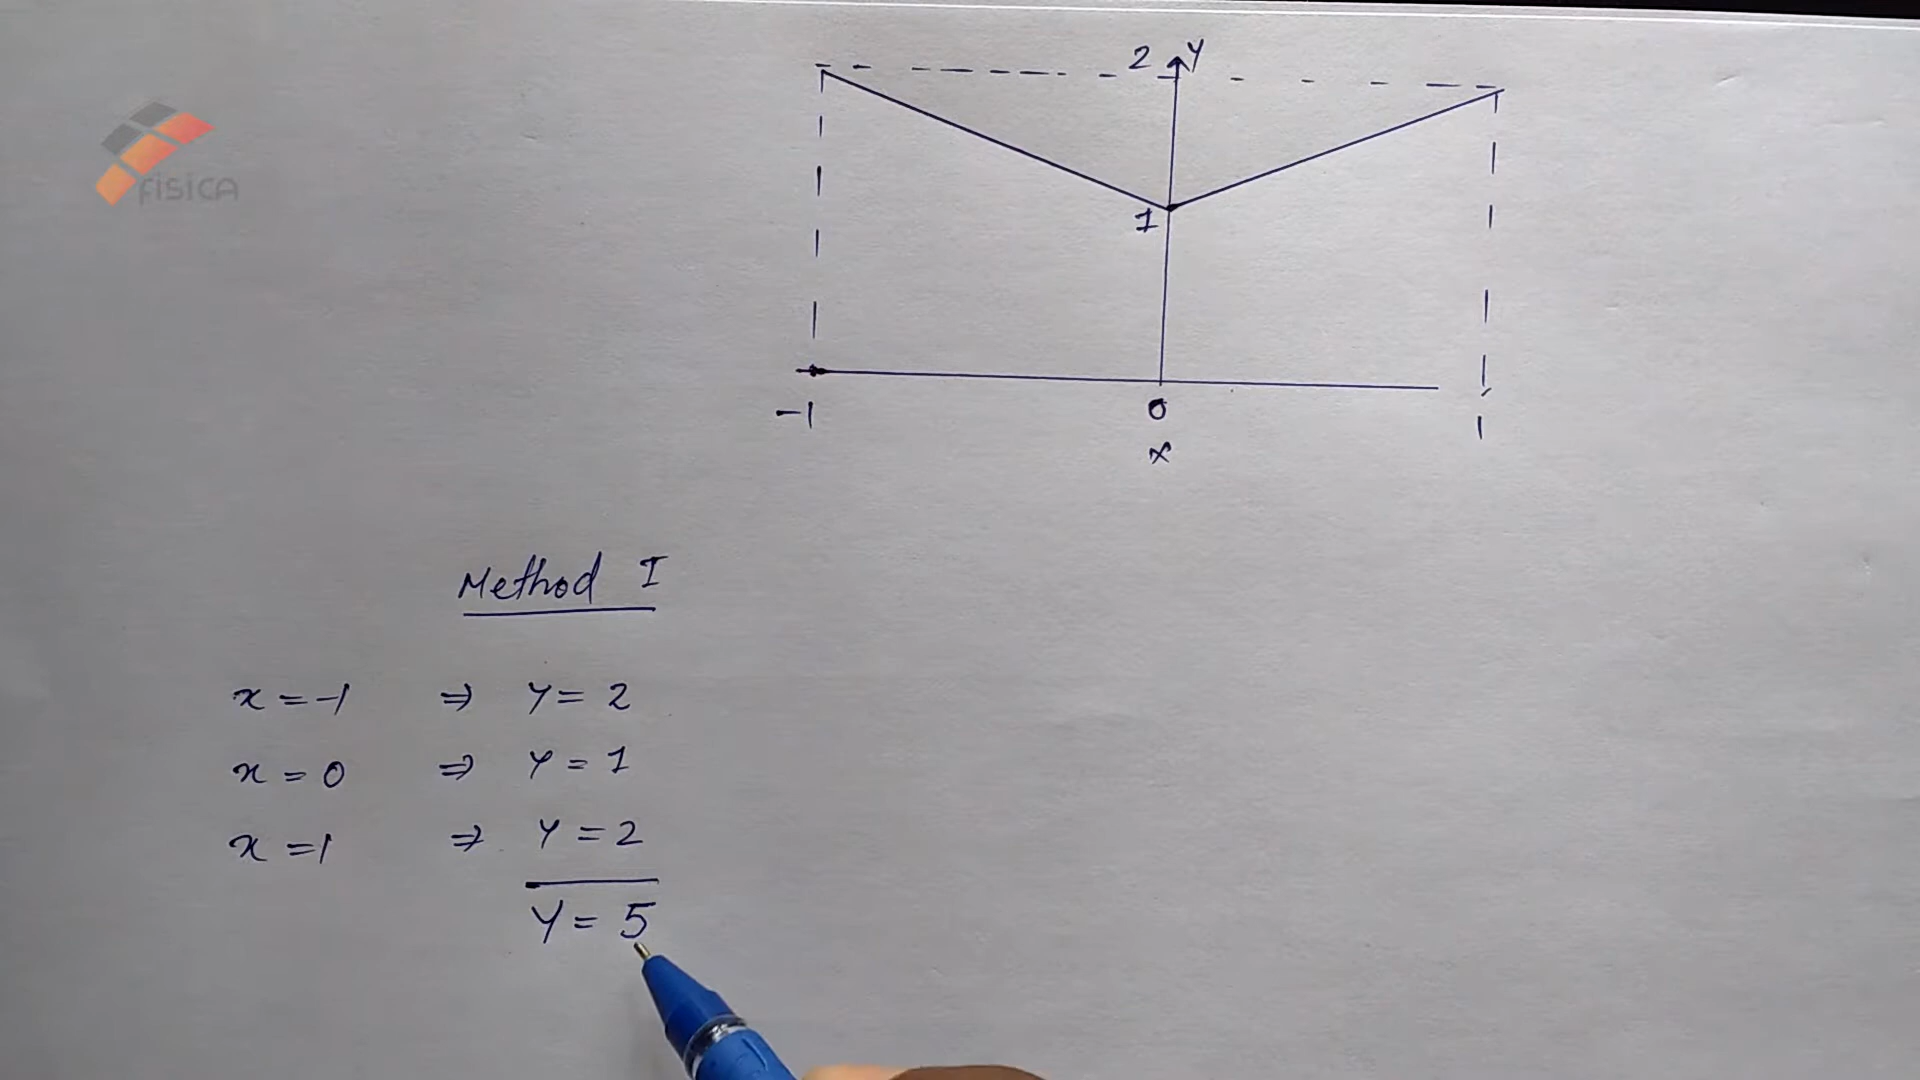 2 y
fisica
1
-1 0 1
x
Method I
x = -1 ⇒ y = 2
x = 0 ⇒ y = 1
x = 1 ⇒ y = 2
y = 5